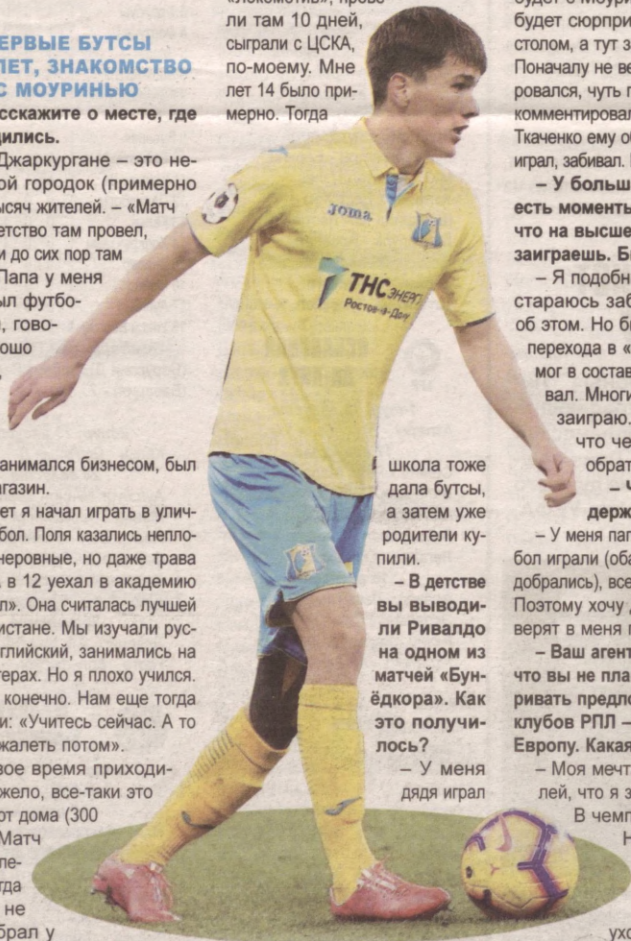 ЕРВЫЕ БУТСЫ
ЛЕТ, ЗНАКОМСТВО
С МОУРИНЬЮ
сскажите о месте, где
дились.
Джаркургане – это не-
ой городок (примерно
ысяч жителей. – «Матч
етство там провел,
и до сих пор там
Папа у меня
ыл футбо-
, гово-
ошо
анимался бизнесом, был
агазин.
ет я начал играть в улич-
бол. Поля казались непло-
неровные, но даже трава
в 12 уехал в академию
л». Она считалась лучшей
истане. Мы изучали рус-
глийский, занимались на
терах. Но я плохо учился.
конечно. Нам еще тогда
и: «Учитесь сейчас. А то
жалеть потом».
вое время приходи-
жело, все-таки это
от дома (300
Матч
ле-
гда
не
брал у
ли там 10 дней,
сыграли с ЦСКА,
по-моему. Мне
лет 14 было при-
мерно. Тогда
Joma
ТНС ЭНЕРГО
Ростов-на-Дону
школа тоже
дала бутсы,
а затем уже
родители ку-
пили.
– В детстве
вы выводи-
ли Ривалдо
на одном из
матчей «Бун-
ёдкора». Как
это получи-
лось?
– У меня
дядя играл
будет сюрпри
столом, а тут з
Поначалу не ве
ровался, чуть п
комментировал
Ткаченко ему об
играл, забивал.
– У больш
есть моменты
что на высше
заиграешь. Б
– Я подобн
стараюсь заб
об этом. Но бы
перехода в «
мог в состав
вал. Многи
заиграю.
что че
обрат
– Ч
держ
– У меня пап
бол играли (оба
добрались), все
Поэтому хочу
верят в меня
– Ваш агент
что вы не пла
ривать предло
клубов РПЛ –
Европу. Какая
– Моя мечт
лей, что я з
В чемп
ухо